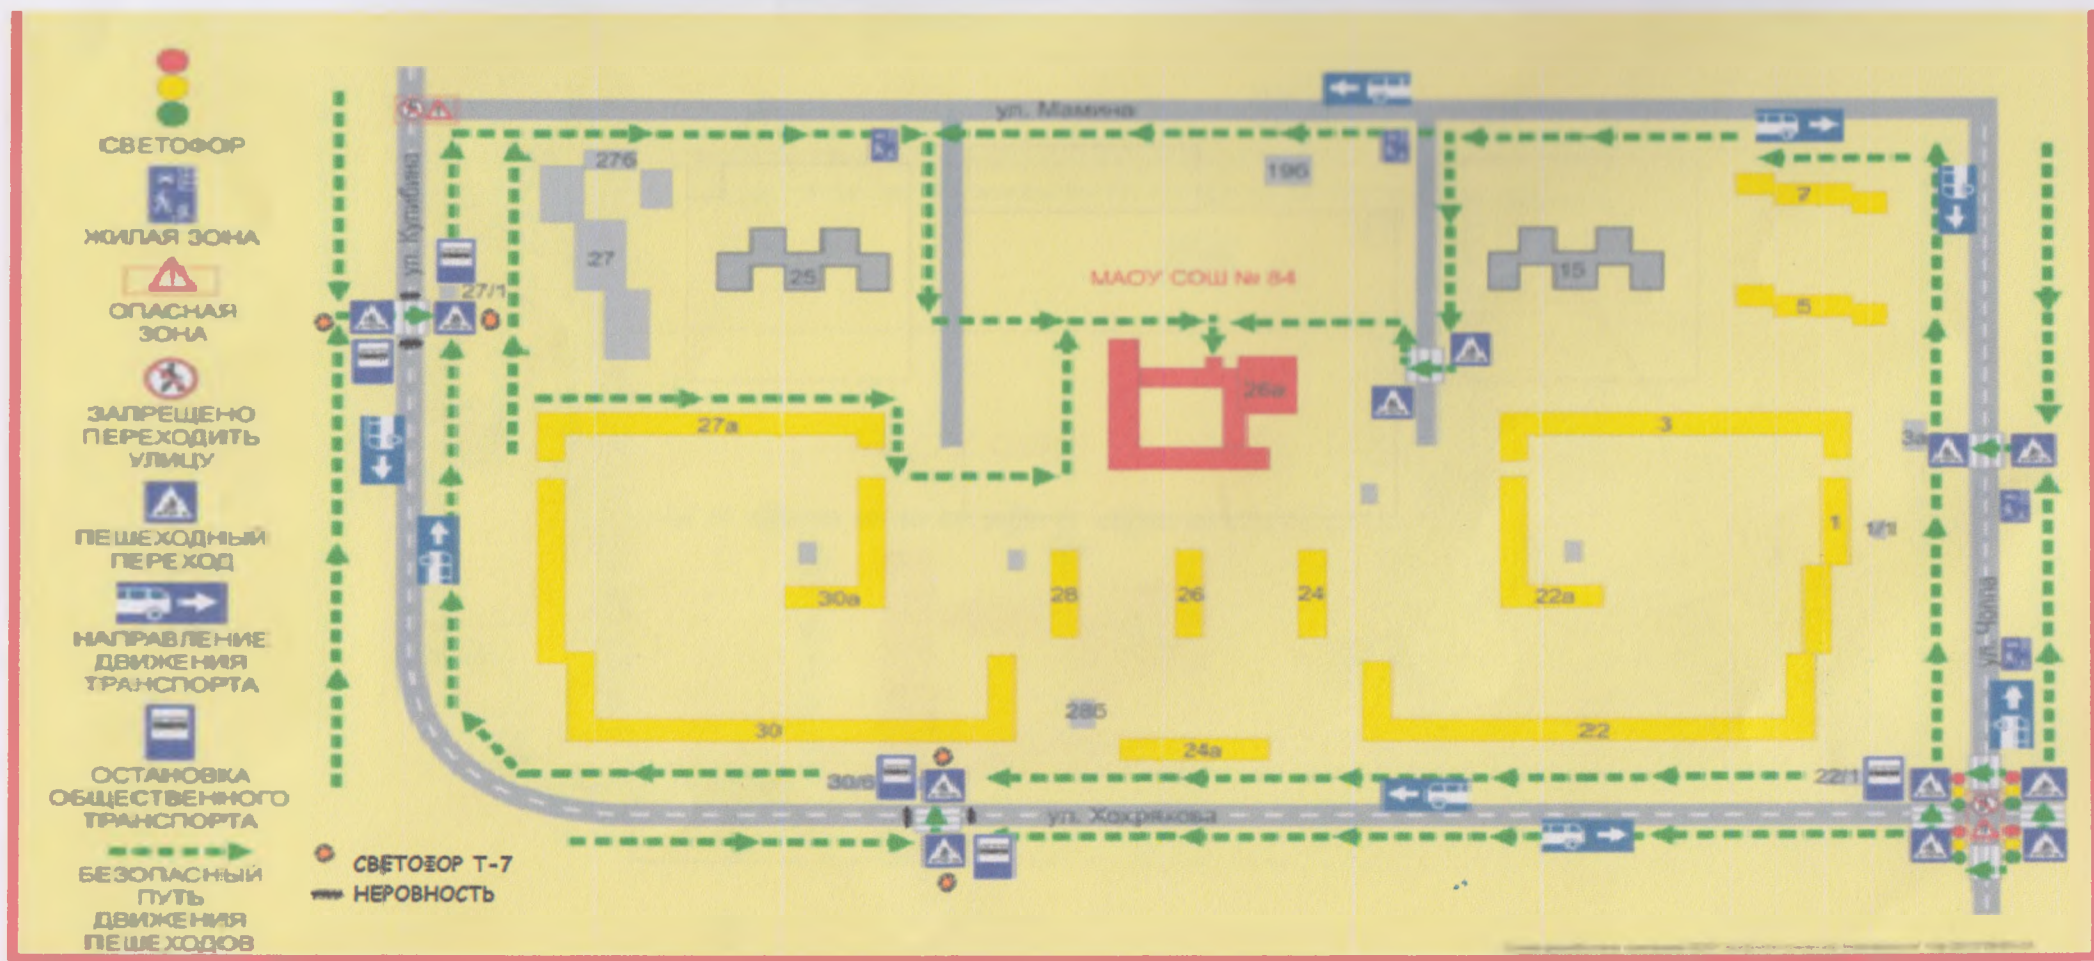 СВЕТОФОР
ЖИЛАЯ ЗОНА
ОПАСНАЯ
ЗОНА
ЗАПРЕЩЕНО
ПЕРЕХОДИТЬ
УЛИЦУ
ПЕШЕХОДНЫЙ
ПЕРЕХОД
НАПРАВЛЕНИЕ
ДВИЖЕНИЯ
ТРАНСПОРТА
ОСТАНОВКА
ОБЩЕСТВЕННОГО
ТРАНСПОРТА
БЕЗОПАСНЫЙ
ПУТЬ
ДВИЖЕНИЯ
ПЕШЕХОДОВ
СВЕТОФОР Т-7
НЕРОВНОСТЬ
ул. Мамина
ул. Кулибина
27б
27
27/1
25
19б
МАОУ СОШ № 84
15
7
5
26а
27а
3
3а
1
1/1
30а
28
26
24
22а
ул. Чапа
28б
30
24а
22
30/6
22/1
ул. Хохрякова